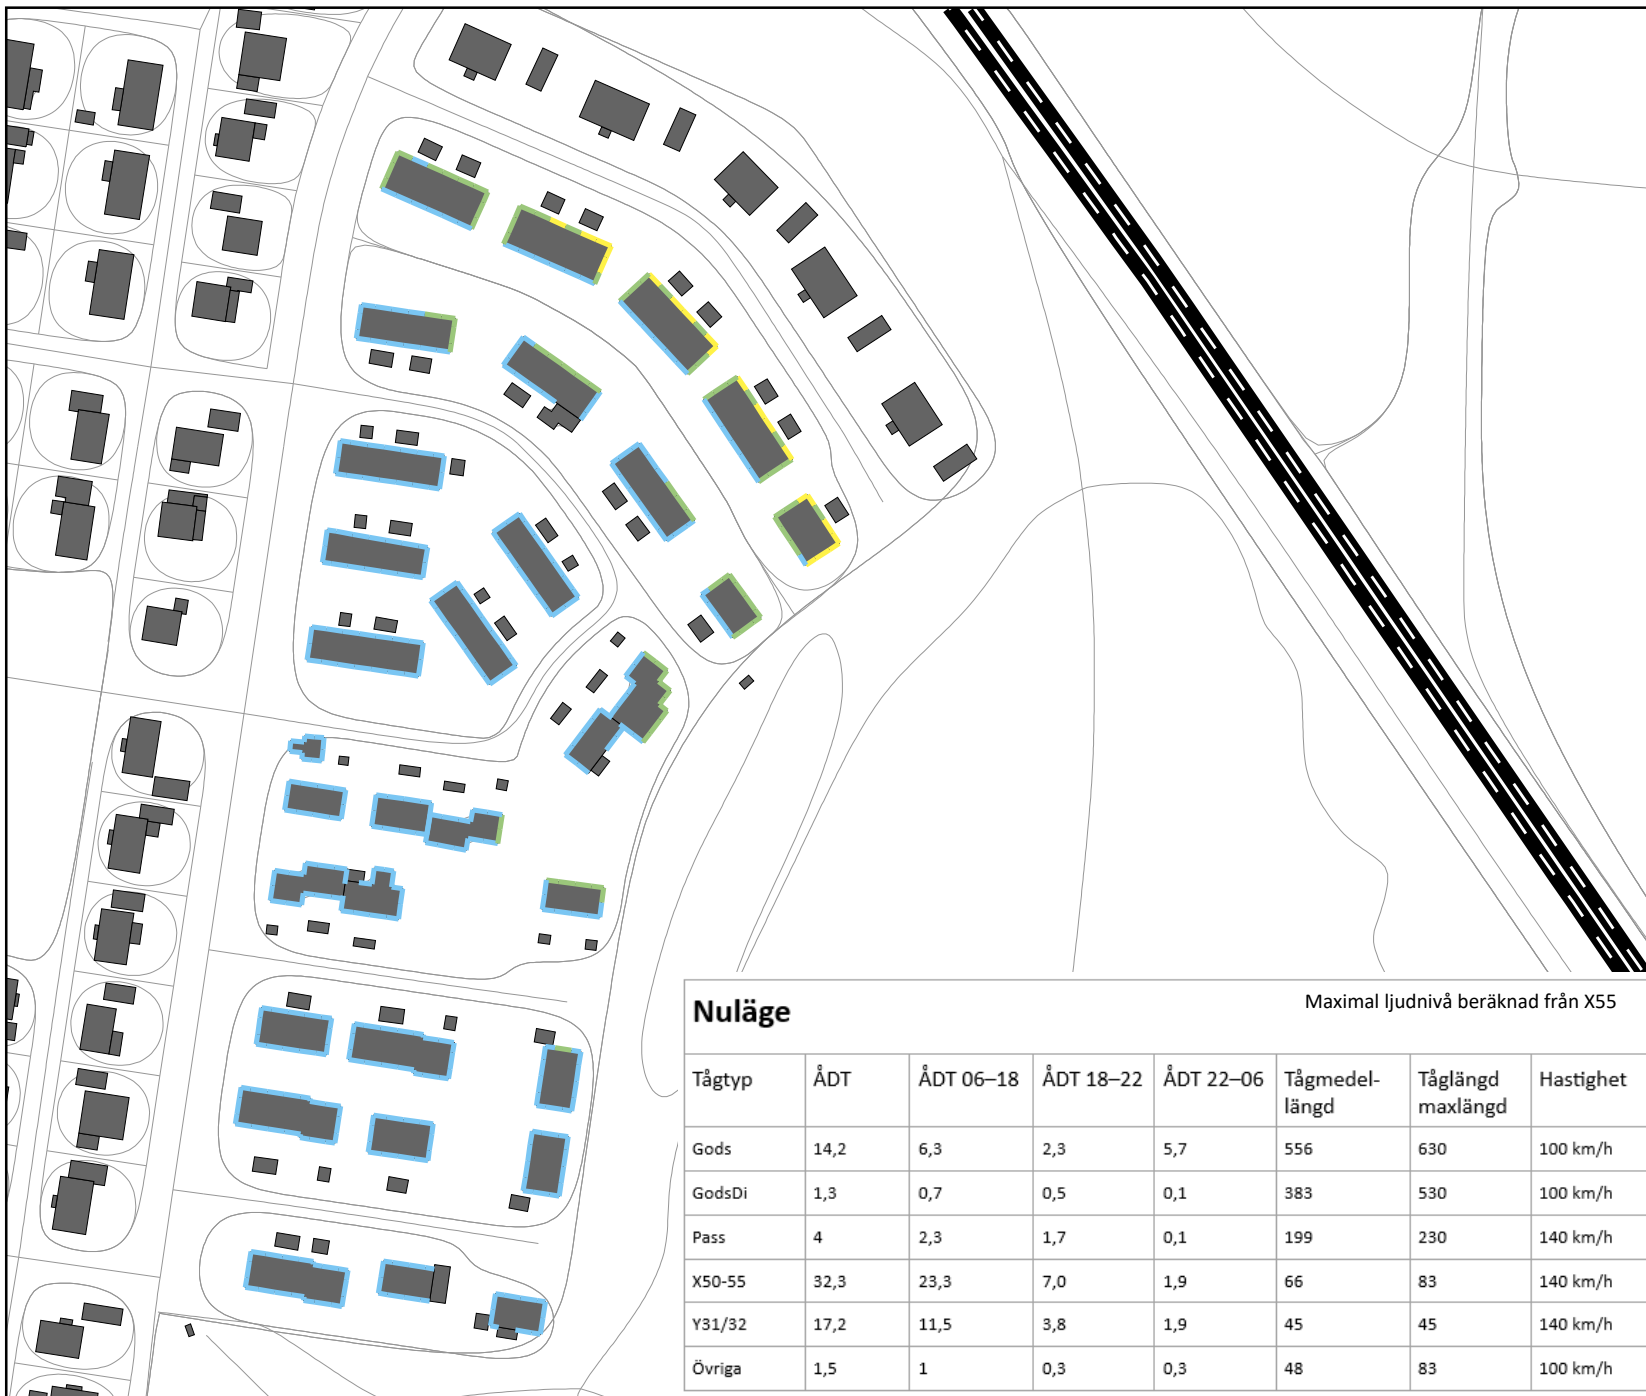 Nuläge
Maximal ljudnivå beräknad från X55
Tågtyp ÅDT ÅDT 06–18 ÅDT 18–22 ÅDT 22–06 Tågmedel- Tåglängd Hastighet
längd maxlängd
Gods 14,2 6,3 2,3 5,7 556 630 100 km/h
GodsDi 1,3 0,7 0,5 0,1 383 530 100 km/h
Pass 4 2,3 1,7 0,1 199 230 140 km/h
X50-55 32,3 23,3 7,0 1,9 66 83 140 km/h
Y31/32 17,2 11,5 3,8 1,9 45 45 140 km/h
Övriga 1,5 1 0,3 0,3 48 83 100 km/h